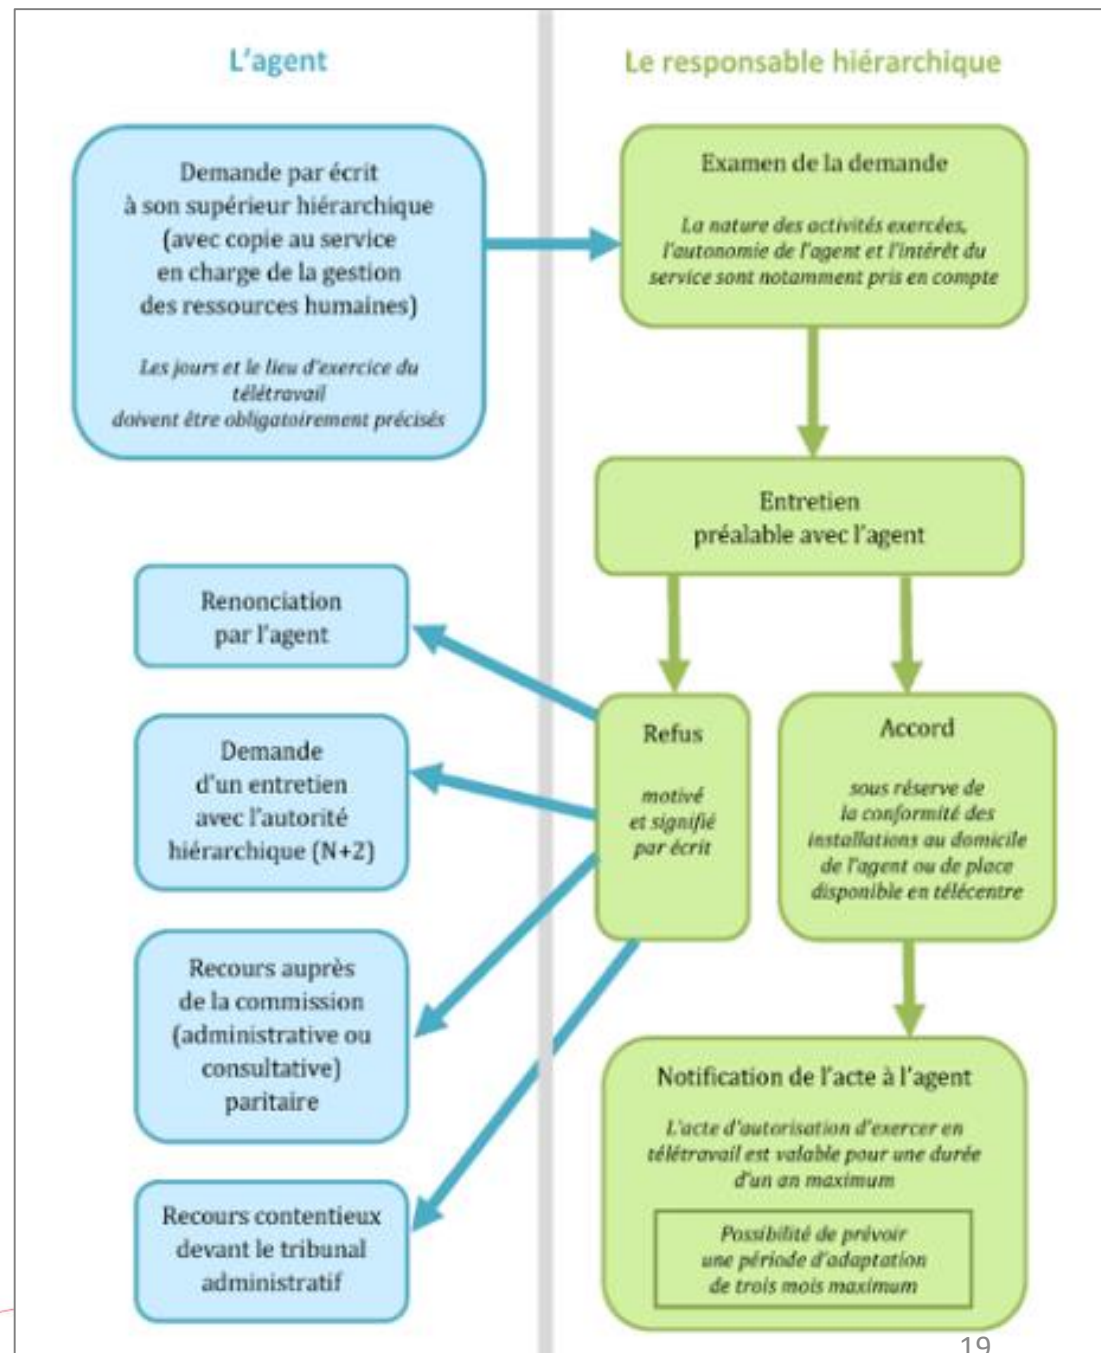 L'agent
Le responsable hiérarchique
Demande par écrit
à son supérieur hiérarchique
(avec copie au service
en charge de la gestion
des ressources humaines)
Les jours et le lieu d'exercice du
télétravail
doivent être obligatoirement précisés
Examen de la demande
La nature des activités exercées,
l'autonomie de l'agent et l'intérêt du
service sont notamment pris en compte
Entretien
préalable avec l'agent
Renonciation
par l'agent
Demande
d'un entretien
avec l'autorité
hiérarchique (N+2)
Recours auprès
de la commission
(administrative ou
consultative)
paritaire
Recours contentieux
devant le tribunal
administratif
Refus
motivé
et signifié
par écrit
Accord
sous réserve de
la conformité des
installations au domicile
de l'agent ou de place
disponible en télécentre
Notification de l'acte à l'agent
L'acte d'autorisation d'exercer en
télétravail est valable pour une durée
d'un an maximum
Possibilité de prévoir
une période d'adaptation
de trois mois maximum
19